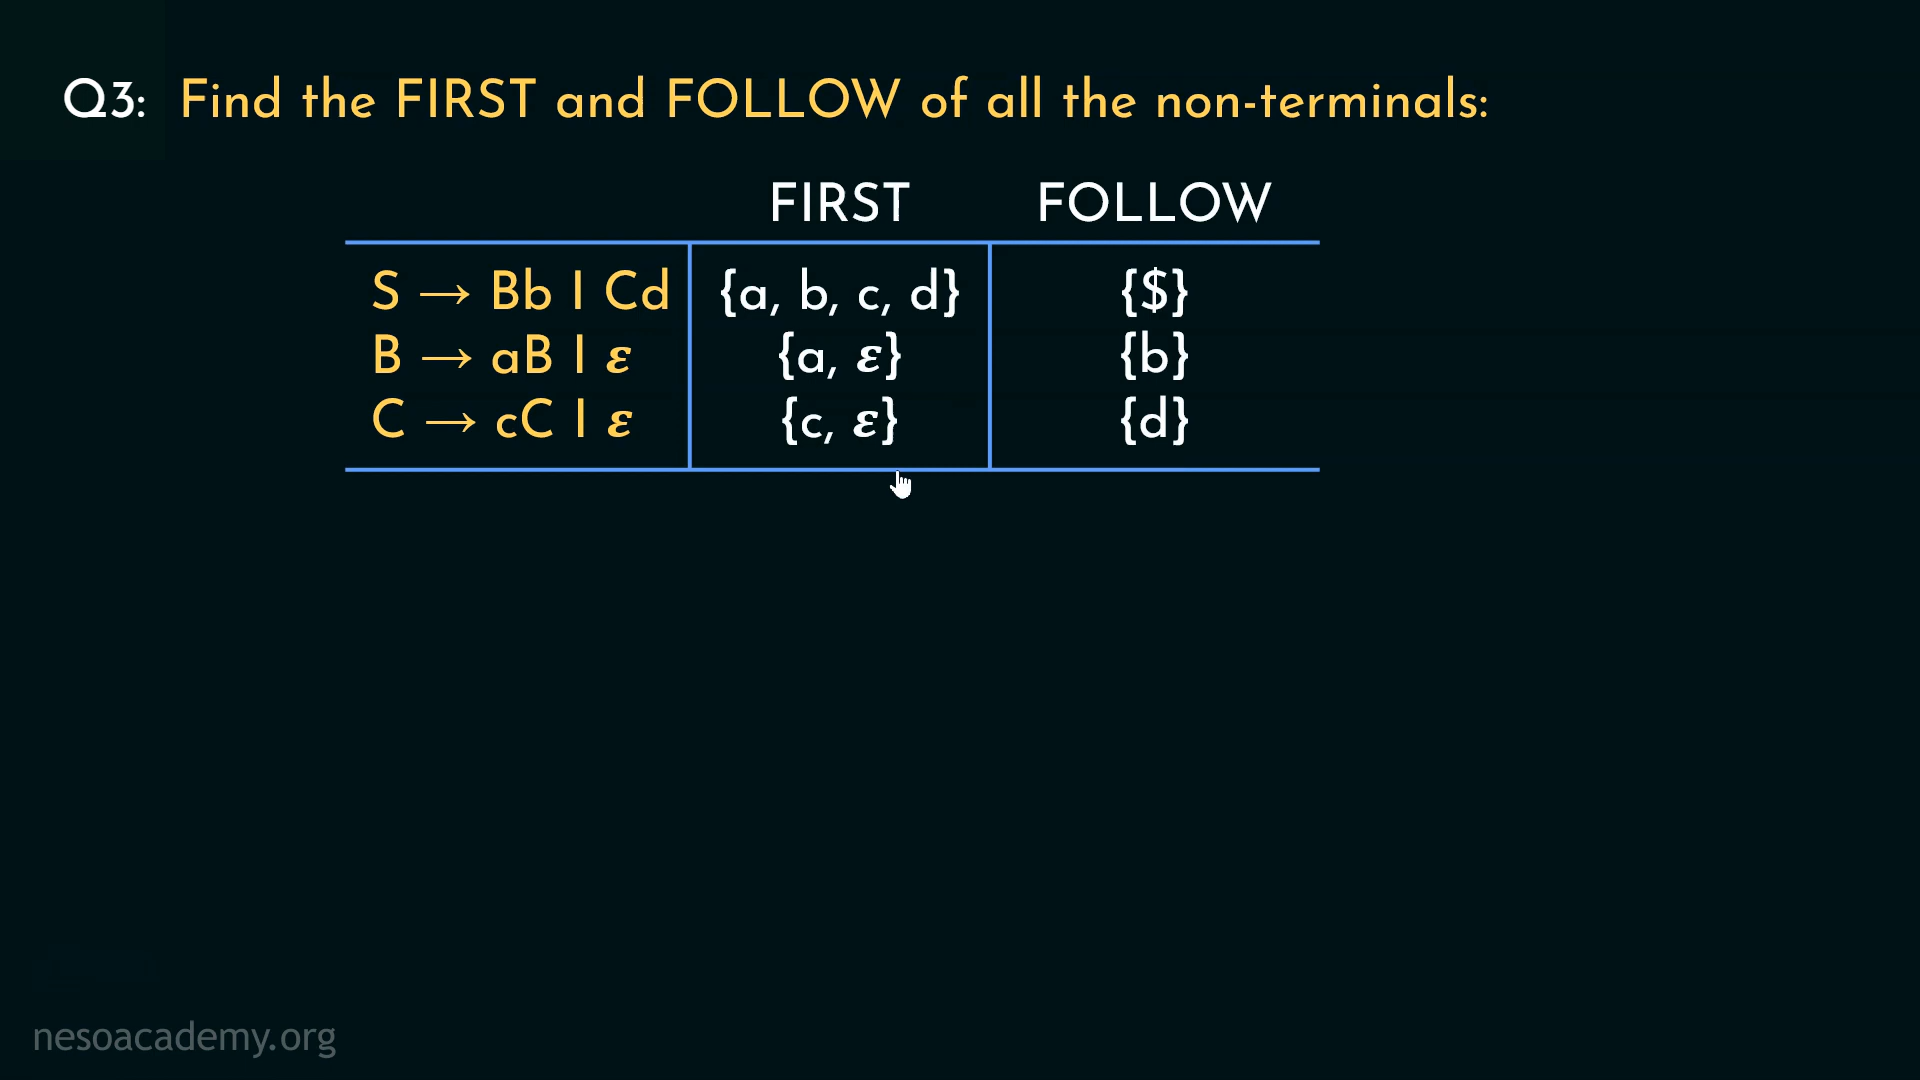 Q3: Find the FIRST and FOLLOW of all the non-terminals:
FIRST FOLLOW
S → Bb | Cd {a, b, c, d} {$}
B → aB | ε {a, ε} {b}
C → cC | ε {c, ε} {d}
nesoacademy.org